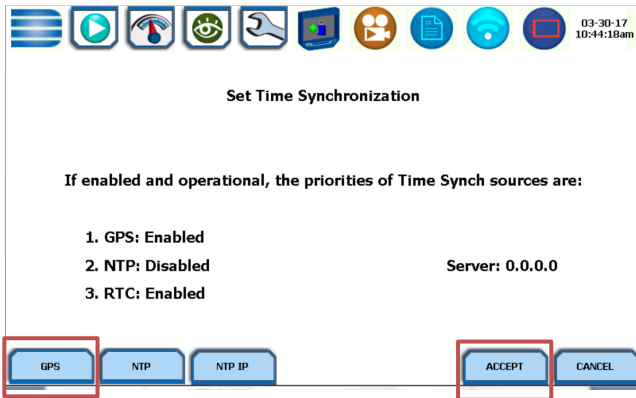 03-30-17
10:44:18am
Set Time Synchronization
If enabled and operational, the priorities of Time Synch sources are:
1. GPS: Enabled
2. NTP: Disabled Server: 0.0.0.0
3. RTC: Enabled
GPS NTP NTP IP ACCEPT CANCEL